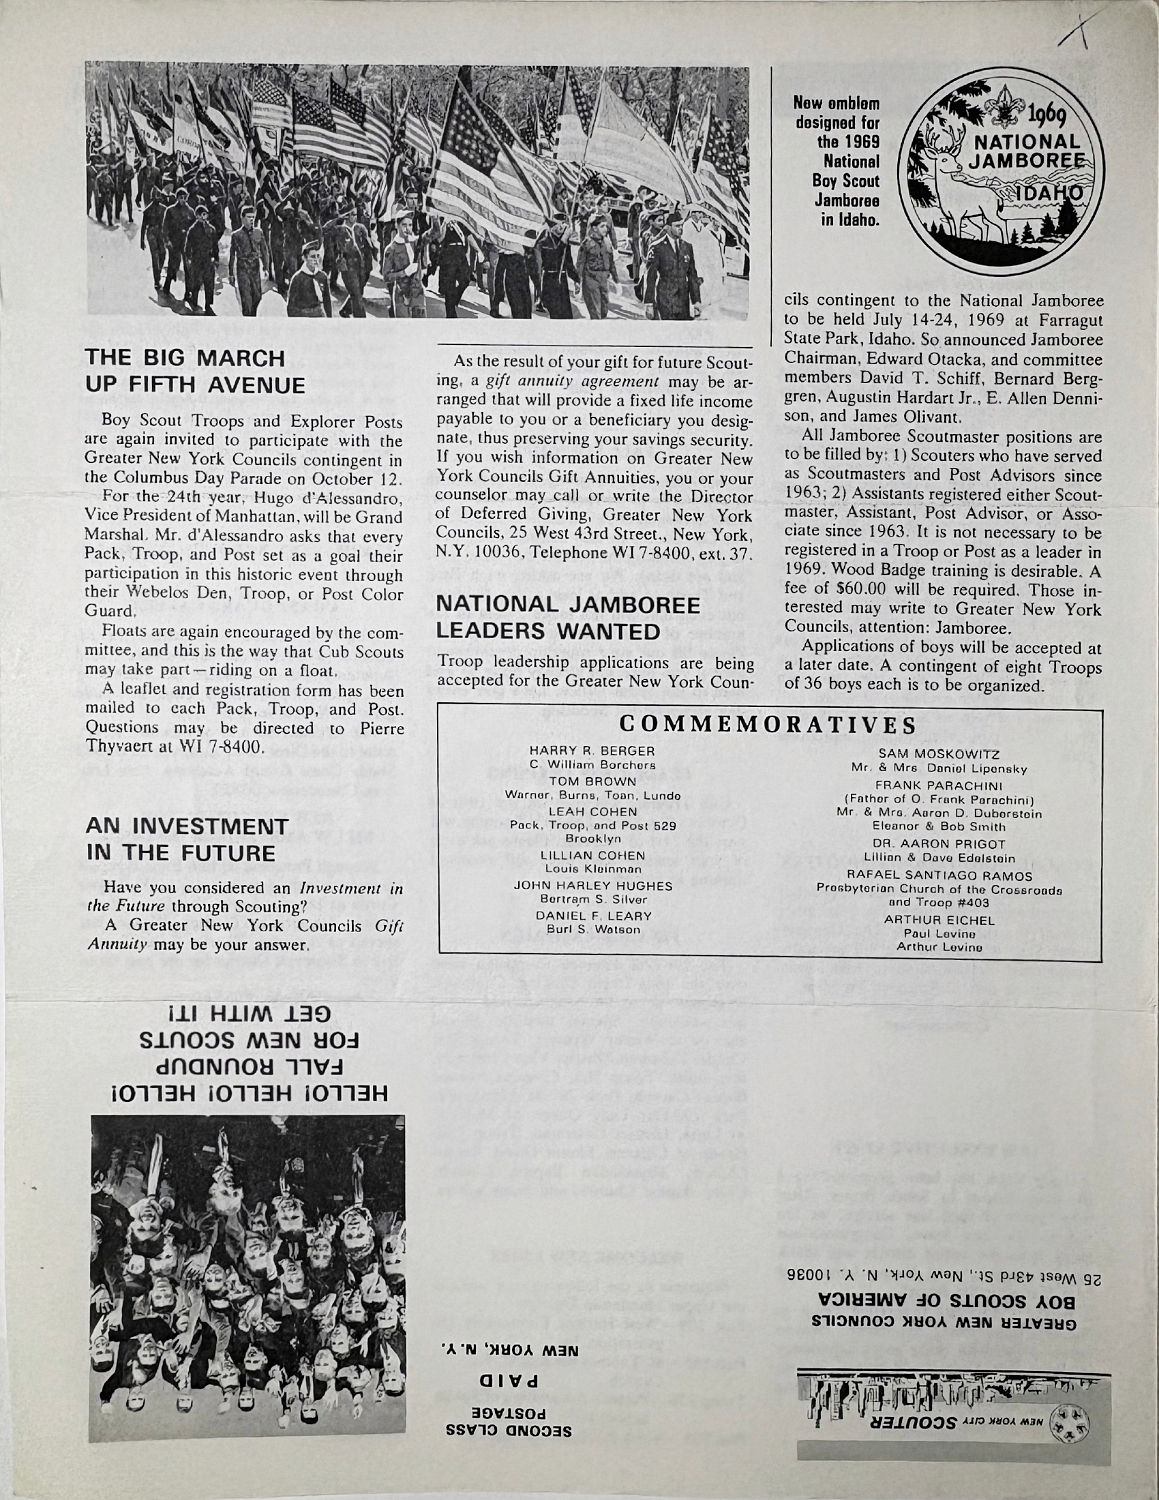 New emblem
designed for
the 1969
National
Boy Scout
Jamboree
in Idaho.
1969
NATIONAL
JAMBOREE
IDAHO
THE BIG MARCH
UP FIFTH AVENUE
Boy Scout Troops and Explorer Posts
are again invited to participate with the
Greater New York Councils contingent in
the Columbus Day Parade on October 12.
For the 24th year, Hugo d'Alessandro,
Vice President of Manhattan, will be Grand
Marshal. Mr. d'Alessandro asks that every
Pack, Troop, and Post set as a goal their
participation in this historic event through
their Webelos Den, Troop, or Post Color
Guard.
Floats are again encouraged by the com-
mittee, and this is the way that Cub Scouts
may take part—riding on a float.
A leaflet and registration form has been
mailed to each Pack, Troop, and Post.
Questions may be directed to Pierre
Thyvaert at WI 7-8400.
AN INVESTMENT
IN THE FUTURE
Have you considered an Investment in
the Future through Scouting?
A Greater New York Councils Gift
Annuity may be your answer.
As the result of your gift for future Scout-
ing, a gift annuity agreement may be ar-
ranged that will provide a fixed life income
payable to you or a beneficiary you desig-
nate, thus preserving your savings security.
If you wish information on Greater New
York Councils Gift Annuities, you or your
counselor may call or write the Director
of Deferred Giving, Greater New York
Councils, 25 West 43rd Street., New York,
N.Y. 10036, Telephone WI 7-8400, ext. 37.
NATIONAL JAMBOREE
LEADERS WANTED
Troop leadership applications are being
accepted for the Greater New York Coun-
cils contingent to the National Jamboree
to be held July 14-24, 1969 at Farragut
State Park, Idaho. So announced Jamboree
Chairman, Edward Otacka, and committee
members David T. Schiff, Bernard Berg-
gren, Augustin Hardart Jr., E. Allen Denni-
son, and James Olivant.
All Jamboree Scoutmaster positions are
to be filled by: 1) Scouters who have served
as Scoutmasters and Post Advisors since
1963; 2) Assistants registered either Scout-
master, Assistant, Post Advisor, or Asso-
ciate since 1963. It is not necessary to be
registered in a Troop or Post as a leader in
1969. Wood Badge training is desirable. A
fee of $60.00 will be required. Those in-
terested may write to Greater New York
Councils, attention: Jamboree.
Applications of boys will be accepted at
a later date. A contingent of eight Troops
of 36 boys each is to be organized.
COMMEMORATIVES
HARRY R. BERGER
C. William Borchers
TOM BROWN
Warner, Burns, Toan, Lundo
LEAH COHEN
Pack, Troop, and Post 529
Brooklyn
LILLIAN COHEN
Louis Kleinman
JOHN HARLEY HUGHES
Bertram S. Silver
DANIEL F. LEARY
Burl S. Watson
SAM MOSKOWITZ
Mr. & Mrs. Daniel Lipensky
FRANK PARACHINI
(Father of O. Frank Parachini)
Mr. & Mrs. Aaron D. Duberstein
Eleanor & Bob Smith
DR. AARON PRIGOT
Lillian & Dave Edelstein
RAFAEL SANTIAGO RAMOS
Presbyterian Church of the Crossroads
and Troop #403
ARTHUR EICHEL
Paul Levine
Arthur Levine
HELLO! HELLO! HELLO!
FALL ROUNDUP
FOR NEW SCOUTS
GET WITH IT!
SECOND CLASS
POSTAGE
PAID
NEW YORK, N.Y.
NEW YORK CITY SCOUTER
GREATER NEW YORK COUNCILS
BOY SCOUTS OF AMERICA
25 West 43rd St., New York, N. Y. 10036